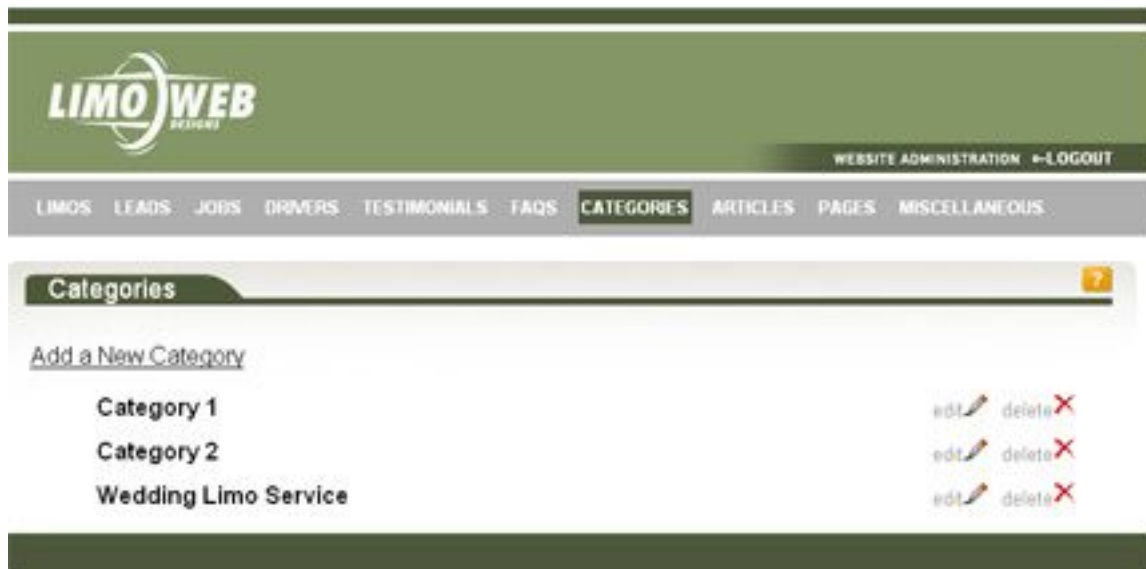 LIMO WEB
DESIGNS
WEBSITE ADMINISTRATION LOGOUT
LIMOS LEADS JOBS DRIVERS TESTIMONIALS FAQS CATEGORIES ARTICLES PAGES MISCELLANEOUS
Categories ?
Add a New Category
Category 1 edit delete
Category 2 edit delete
Wedding Limo Service edit delete